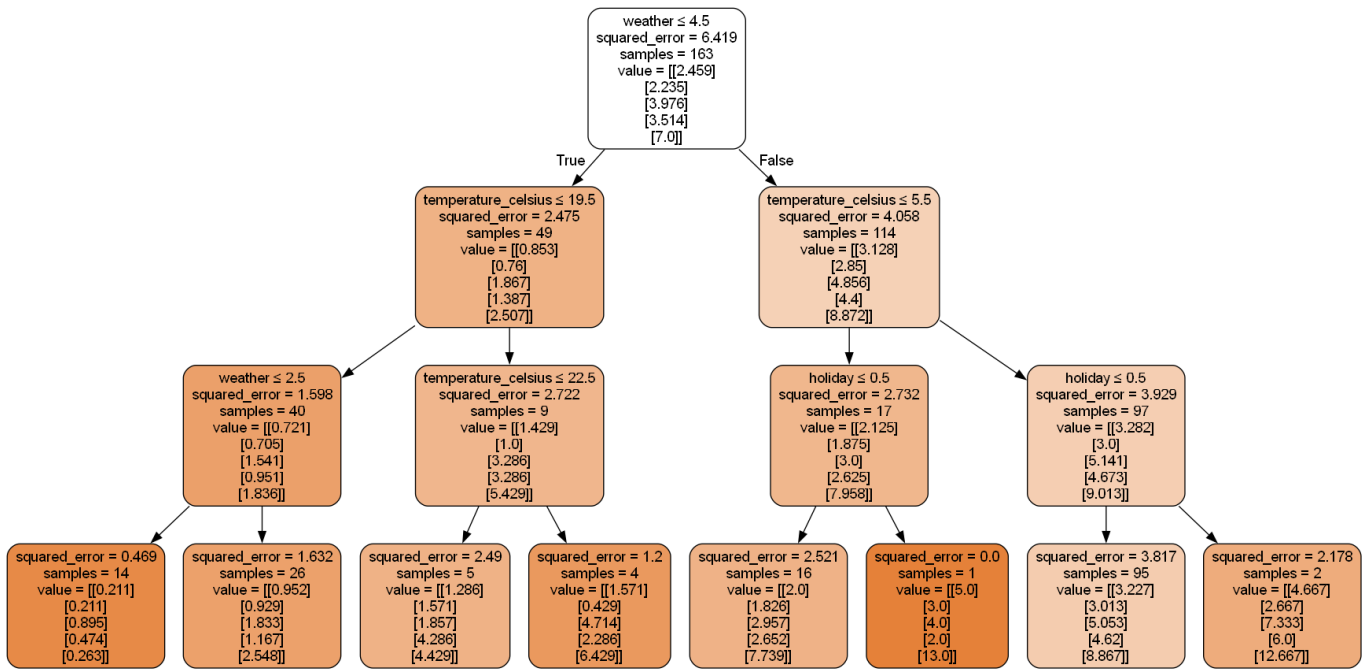 weather ≤ 4.5
squared_error = 6.419
samples = 163
value = [[2.459]
[2.235]
[3.976]
[3.514]
[7.0]]
True
False
temperature_celsius ≤ 19.5
squared_error = 2.475
samples = 49
value = [[0.853]
[0.76]
[1.867]
[1.387]
[2.507]]
temperature_celsius ≤ 5.5
squared_error = 4.058
samples = 114
value = [[3.128]
[2.85]
[4.856]
[4.4]
[8.872]]
weather ≤ 2.5
squared_error = 1.598
samples = 40
value = [[0.721]
[0.705]
[1.541]
[0.951]
[1.836]]
temperature_celsius ≤ 22.5
squared_error = 2.722
samples = 9
value = [[1.429]
[1.0]
[3.286]
[3.286]
[5.429]]
holiday ≤ 0.5
squared_error = 2.732
samples = 17
value = [[2.125]
[1.875]
[3.0]
[2.625]
[7.958]]
holiday ≤ 0.5
squared_error = 3.929
samples = 97
value = [[3.282]
[3.0]
[5.141]
[4.673]
[9.013]]
squared_error = 0.469
samples = 14
value = [[0.211]
[0.211]
[0.895]
[0.474]
[0.263]]
squared_error = 1.632
samples = 26
value = [[0.952]
[0.929]
[1.833]
[1.167]
[2.548]]
squared_error = 2.49
samples = 5
value = [[1.286]
[1.571]
[1.857]
[4.286]
[4.429]]
squared_error = 1.2
samples = 4
value = [[1.571]
[0.429]
[4.714]
[2.286]
[6.429]]
squared_error = 2.521
samples = 16
value = [[2.0]
[1.826]
[2.957]
[2.652]
[7.739]]
squared_error = 0.0
samples = 1
value = [[5.0]
[3.0]
[4.0]
[2.0]
[13.0]]
squared_error = 3.817
samples = 95
value = [[3.227]
[3.013]
[5.053]
[4.62]
[8.867]]
squared_error = 2.178
samples = 2
value = [[4.667]
[2.667]
[7.333]
[6.0]
[12.667]]